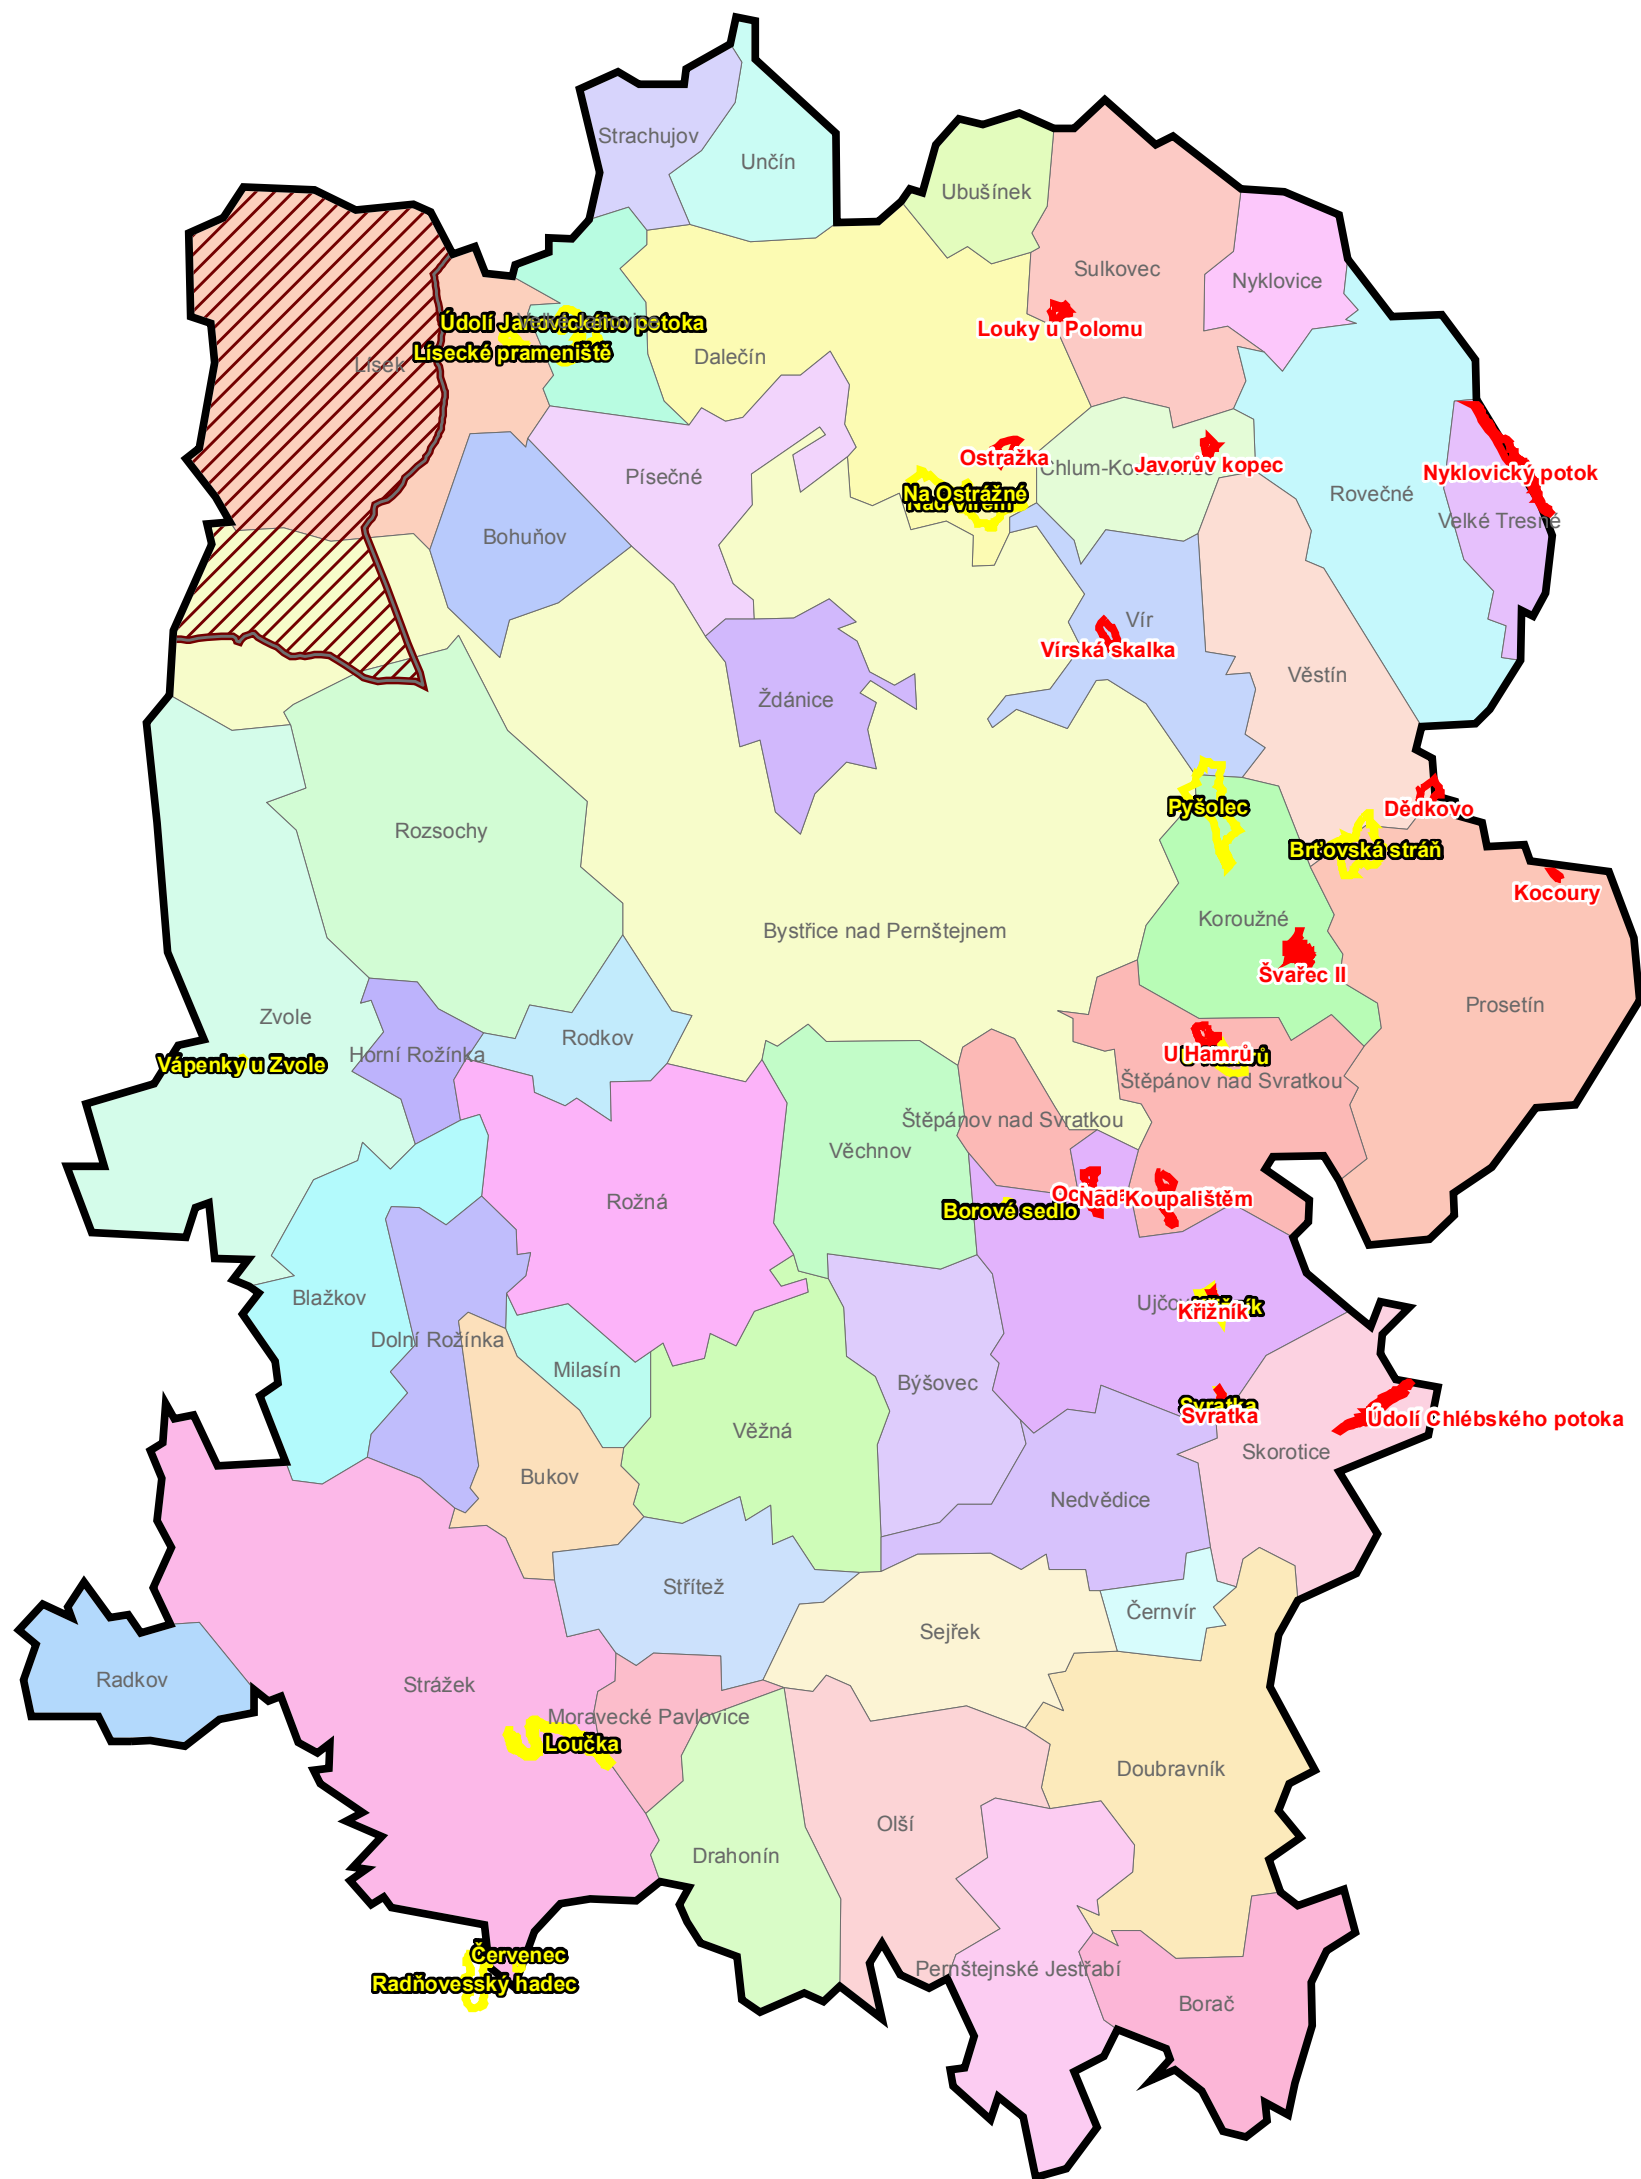 Strachujov
Unčín
Ubušínek
Sulkovec
Nyklovice
Údolí Janovického potoka
Louky u Polomu
Lísecké prameniště
Dalečín
Lísek
Ostražka
Javorův kopec
Nyklovický potok
Písečné
Rovečné
Na Ostrážné
Nad Vírem
Velké Tresné
Bohuňov
Vír
Vírská skalka
Věstín
Ždánice
Pyšolec
Dědkovo
Rozsochy
Brťovská stráň
Kocoury
Koroužné
Bystřice nad Pernštejnem
Švařec II
Prosetín
Zvole
Rodkov
Horní Rožínka
U Hamrů
Vápenky u Zvole
Štěpánov nad Svratkou
Štěpánov nad Svratkou
Věchnov
Rožná
Nad Koupalištěm
Borové sedlo
Blažkov
Křižník
Dolní Rožínka
Milasín
Býšovec
Svratka
Svratka
Údolí Chlébského potoka
Věžná
Skorotice
Bukov
Nedvědice
Střítež
Černvír
Sejřek
Radkov
Strážek
Moravecké Pavlovice
Loučka
Doubravník
Olší
Drahonín
Červenec
Pernštejnské Jestřabí
Radňovesský hadec
Borač